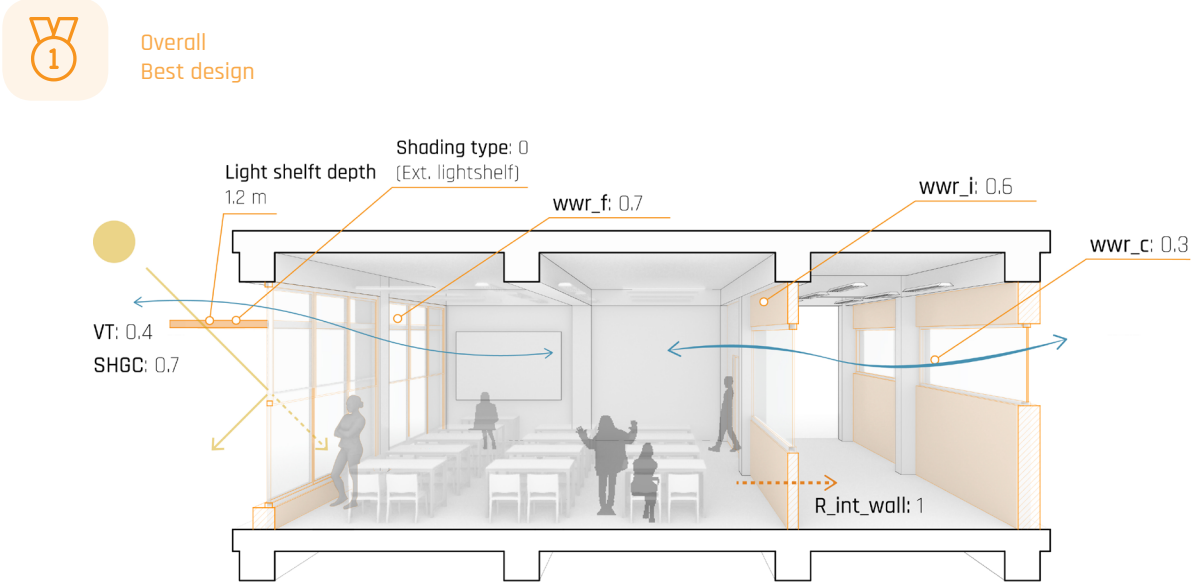 1
Overall
Best design
Shading type: 0
(Ext. lightshelf)
Light shelft depth
1.2 m
wwr_f: 0.7
wwr_i: 0.6
wwr_c: 0.3
VT: 0.4
SHGC: 0.7
R_int_wall: 1